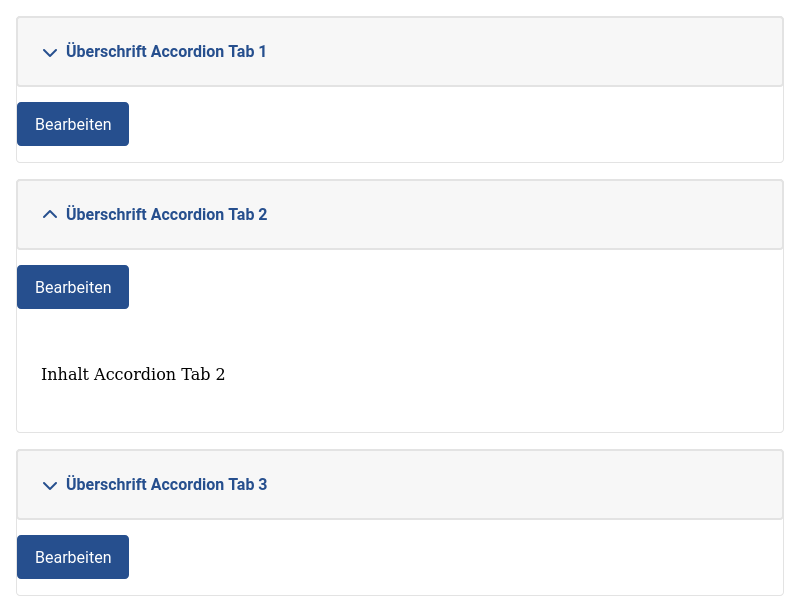 Überschrift Accordion Tab 1
Bearbeiten
Überschrift Accordion Tab 2
Bearbeiten
Inhalt Accordion Tab 2
Überschrift Accordion Tab 3
Bearbeiten